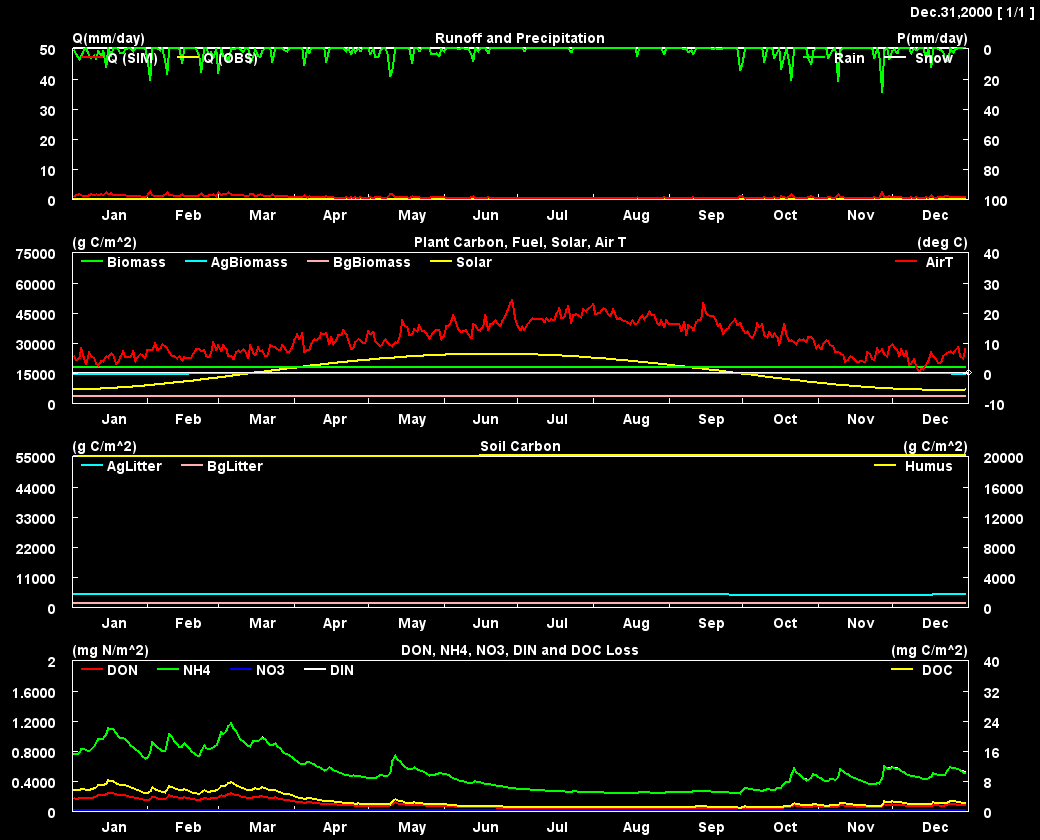 Dec.31,2000 [ 1/1 ]
Q(mm/day) Runoff and Precipitation P(mm/day)
50 Q (SIM) Q (OBS) Rain Snow 0
40 20
30 40
20 60
10 80
0 100
Jan Feb Mar Apr May Jun Jul Aug Sep Oct Nov Dec
(g C/m^2) Plant Carbon, Fuel, Solar, Air T (deg C)
75000 40
Biomass AgBiomass BgBiomass Solar AirT
60000 30
45000 20
30000 10
15000 0
0 -10
Jan Feb Mar Apr May Jun Jul Aug Sep Oct Nov Dec
(g C/m^2) Soil Carbon (g C/m^2)
55000 20000
AgLitter BgLitter Humus
44000 16000
33000 12000
22000 8000
11000 4000
0 0
Jan Feb Mar Apr May Jun Jul Aug Sep Oct Nov Dec
(mg N/m^2) DON, NH4, NO3, DIN and DOC Loss (mg C/m^2)
2 40
DON NH4 NO3 DIN DOC
1.6000 32
1.2000 24
0.8000 16
0.4000 8
0 0
Jan Feb Mar Apr May Jun Jul Aug Sep Oct Nov Dec